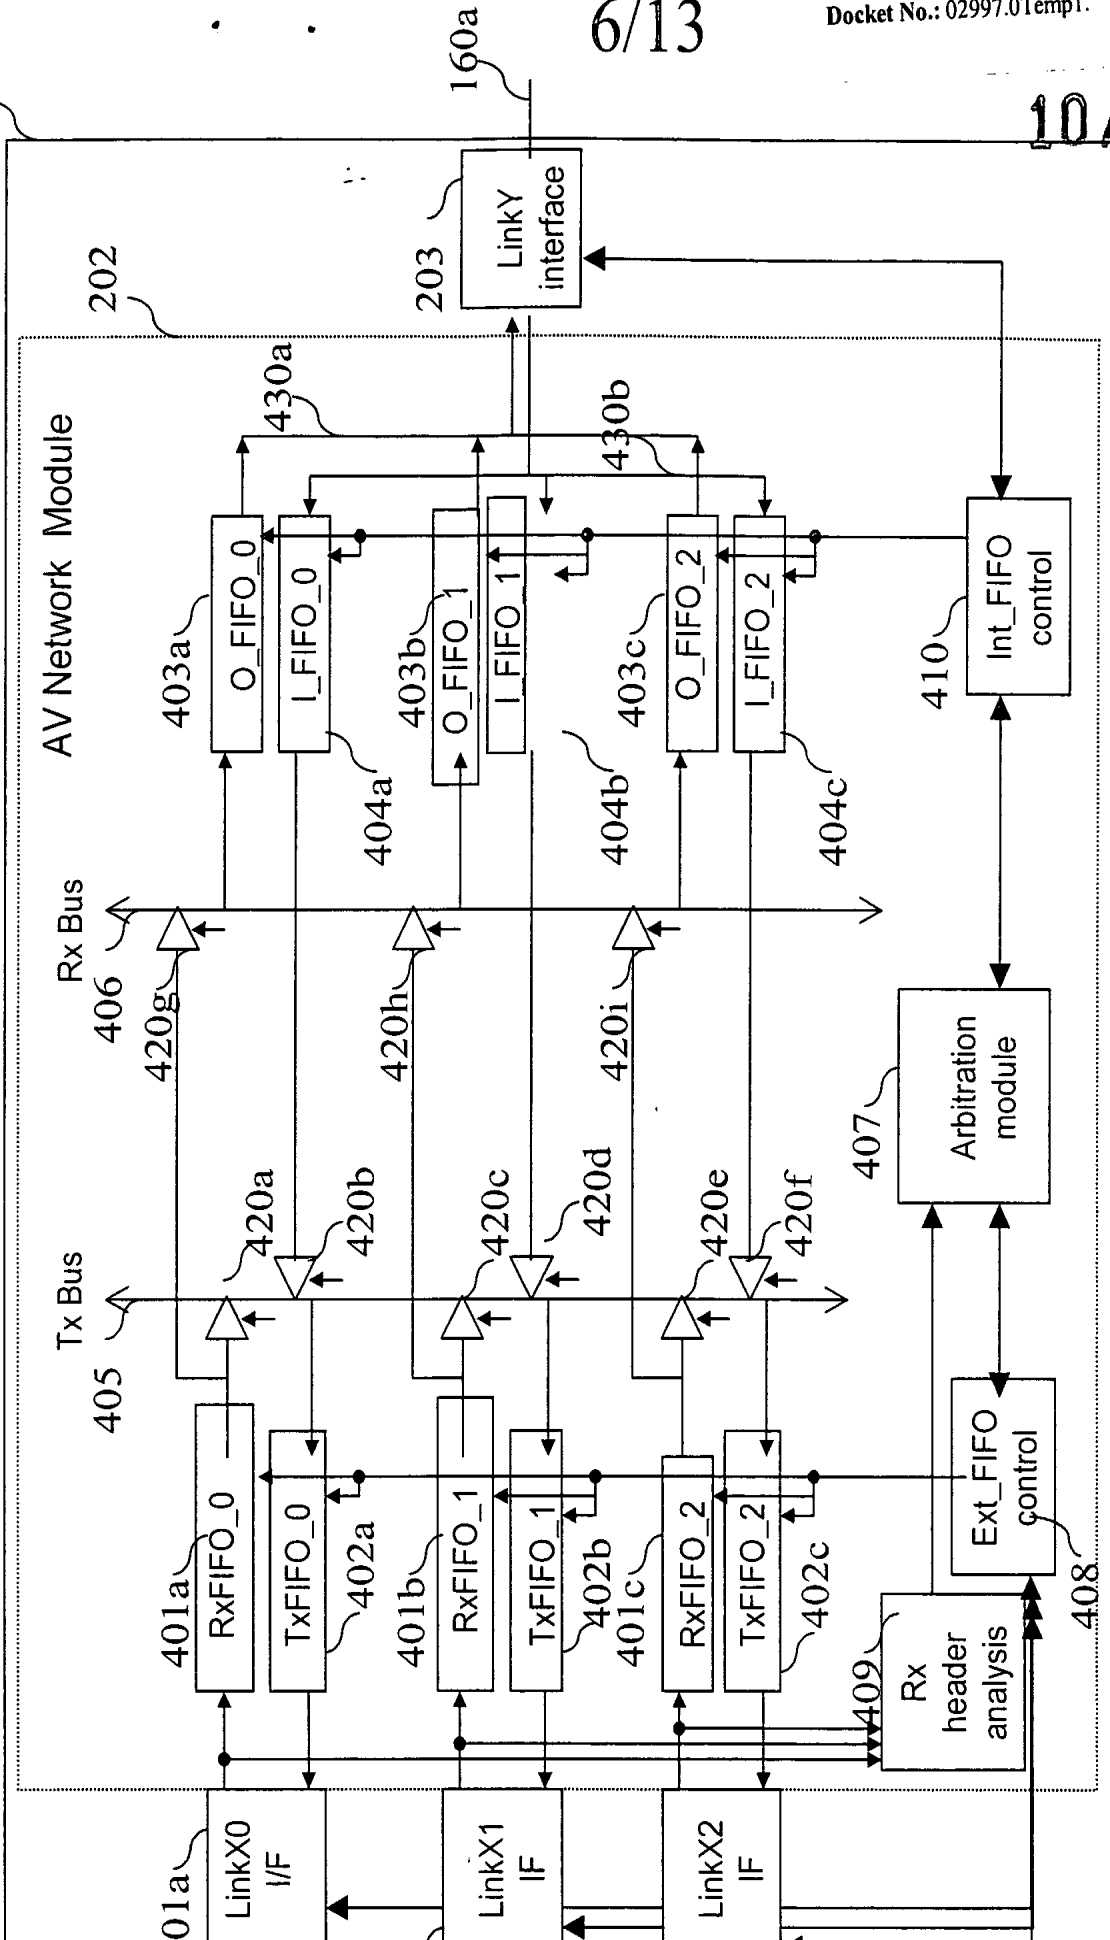 6/13
Docket No.: 02997.01emp1.
160a
203
LinkY
interface
202
AV Network Module
430a
430b
403a
O_FIFO_0
I_FIFO_0
404a
403b
O_FIFO_1
I_FIFO_1
404b
403c
O_FIFO_2
I_FIFO_2
404c
410
Int_FIFO
control
Rx Bus
406
420g
420h
420i
407
Arbitration
module
Tx Bus
405
420a
420b
420c
420d
420e
420f
401a
RxFIFO_0
TxFIFO_0
402a
401b
RxFIFO_1
TxFIFO_1
402b
401c
RxFIFO_2
TxFIFO_2
402c
Ext_FIFO
control
408
409
Rx
header
analysis
01a
LinkX0
I/F
LinkX1
IF
LinkX2
IF